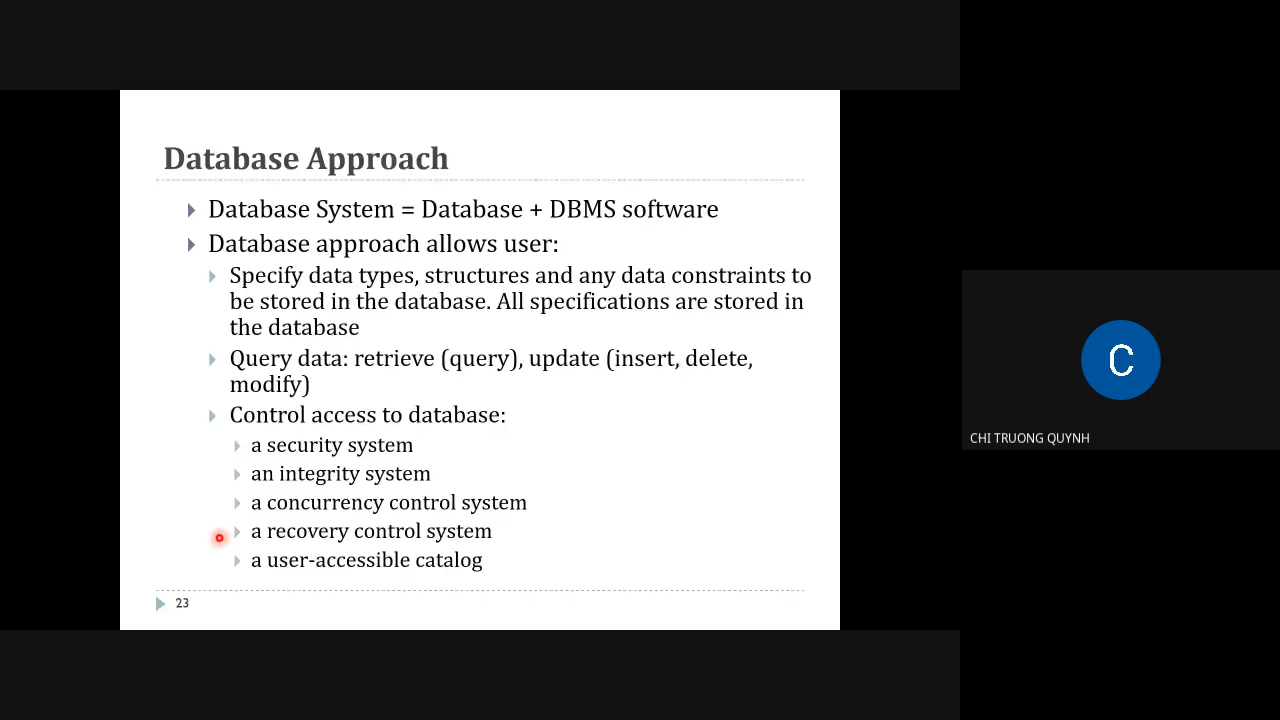 Database Approach
Database System = Database + DBMS software
Database approach allows user:
Specify data types, structures and any data constraints to
be stored in the database. All specifications are stored in
the database
Query data: retrieve (query), update (insert, delete,
modify)
Control access to database:
a security system
an integrity system
a concurrency control system
a recovery control system
a user-accessible catalog
23
C
CHI TRUONG QUYNH